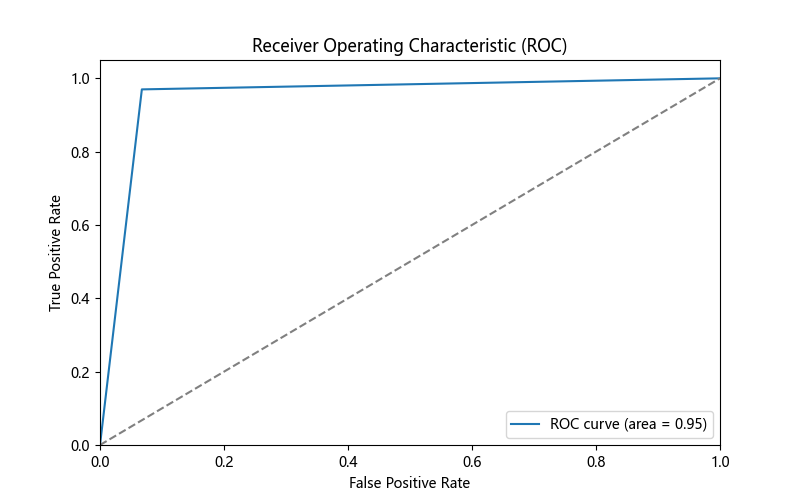 Receiver Operating Characteristic (ROC)
1.0
0.8
0.6
0.4
0.2
0.0
True Positive Rate
ROC curve (area = 0.95)
0.0 0.2 0.4 0.6 0.8 1.0
False Positive Rate